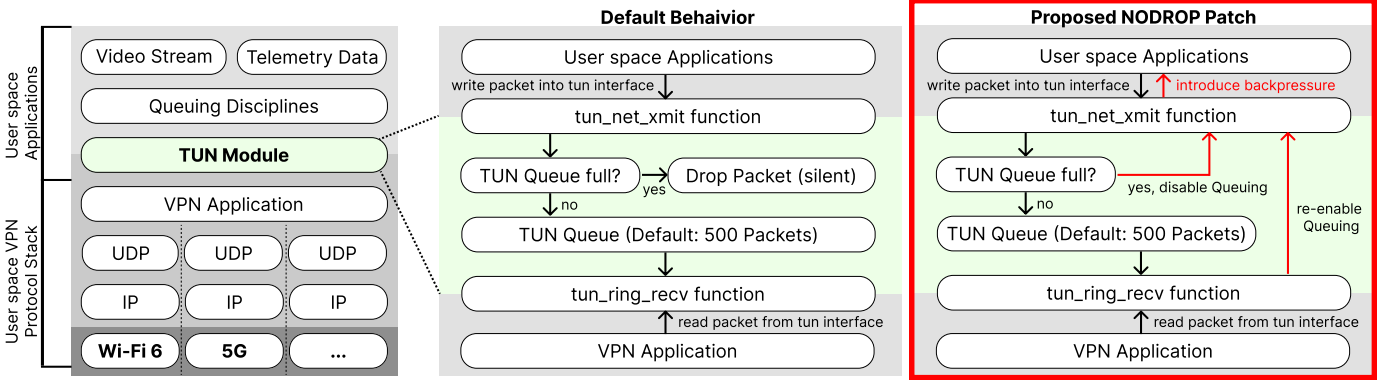 User space
Applications
Video Stream
Telemetry Data
Queuing Disciplines
TUN Module
User space VPN
Protocol Stack
VPN Application
UDP
UDP
UDP
IP
IP
IP
Wi-Fi 6
5G
...
Default Behaivior
User space Applications
write packet into tun interface
tun_net_xmit function
TUN Queue full?
yes
Drop Packet (silent)
no
TUN Queue (Default: 500 Packets)
tun_ring_recv function
read packet from tun interface
VPN Application
Proposed NODROP Patch
User space Applications
write packet into tun interface
introduce backpressure
tun_net_xmit function
TUN Queue full?
yes, disable Queuing
no
re-enable
Queuing
TUN Queue (Default: 500 Packets)
tun_ring_recv function
read packet from tun interface
VPN Application